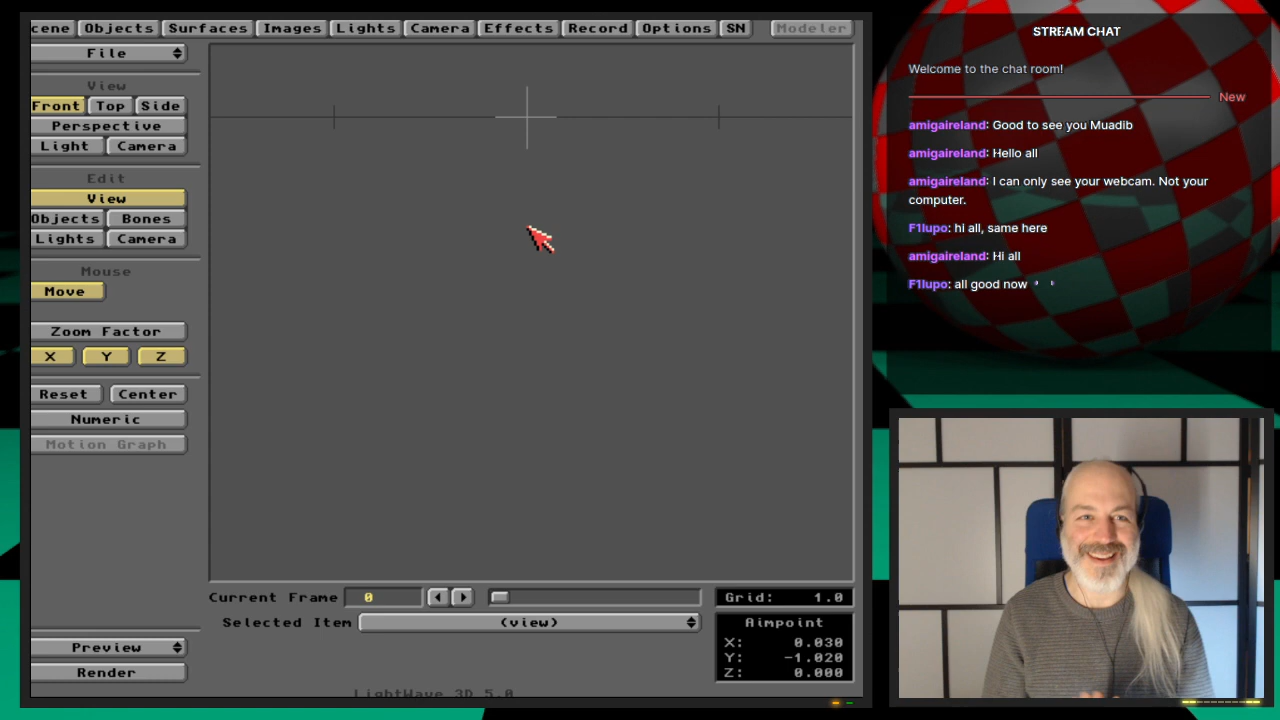 cene Objects Surfaces Images Lights Camera Effects Record Options SN Modeler
File
View
Front Top Side
Perspective
Light Camera
Edit
View
Objects Bones
Lights Camera
Mouse
Move
Zoom Factor
X Y Z
Reset Center
Numeric
Motion Graph
Preview
Render
Current Frame 0
Selected Item (view)
Grid: 1.0
Aimpoint
X: 0.030
Y: -1.020
Z: 0.000
LightWave 3D 5.0
STREAM CHAT
Welcome to the chat room!
New
amigaireland: Good to see you Muadib
amigaireland: Hello all
amigaireland: I can only see your webcam. Not your
computer.
F1lupo: hi all, same here
amigaireland: Hi all
F1lupo: all good now